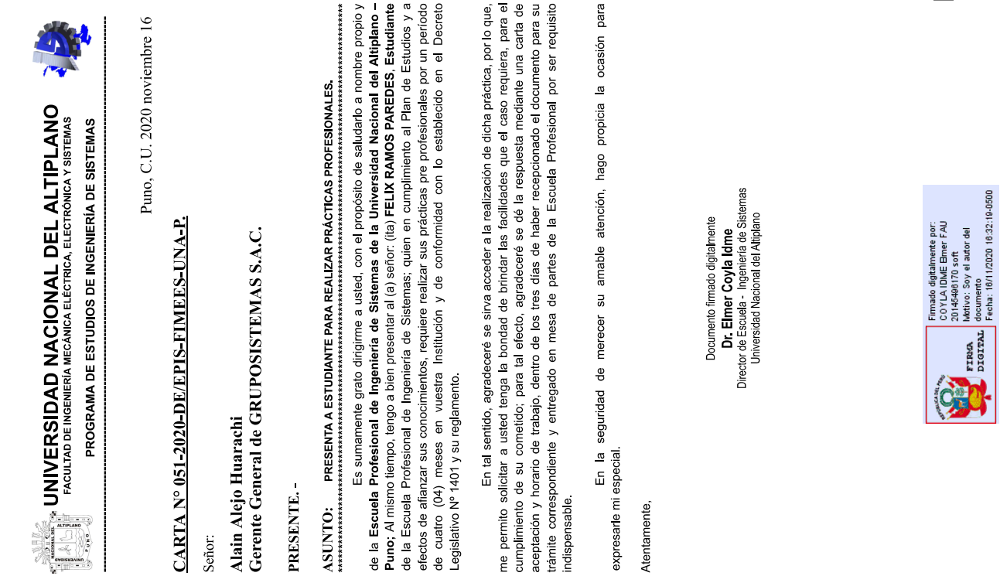 UNIVERSIDAD NACIONAL DEL ALTIPLANO
FACULTAD DE INGENIERÍA MECÁNICA ELÉCTRICA, ELECTRÓNICA Y SISTEMAS
PROGRAMA DE ESTUDIOS DE INGENIERÍA DE SISTEMAS
UNIVERSIDAD NACIONAL DEL ALTIPLANO PUNO
Puno, C.U. 2020 noviembre 16
CARTA N° 051-2020-DE/EPIS-FIMEES-UNA-P.
Señor:
Alain Alejo Huarachi
Gerente General de GRUPOSISTEMAS S.A.C.
PRESENTE. -
ASUNTO: PRESENTA A ESTUDIANTE PARA REALIZAR PRÁCTICAS PROFESIONALES.
Es sumamente grato dirigirme a usted, con el propósito de saludarlo a nombre propio y
de la Escuela Profesional de Ingeniería de Sistemas de la Universidad Nacional del Altiplano –
Puno; Al mismo tiempo, tengo a bien presentar al (a) señor: (ita) FELIX RAMOS PAREDES, Estudiante
de la Escuela Profesional de Ingeniería de Sistemas; quien en cumplimiento al Plan de Estudios y a
efectos de afianzar sus conocimientos, requiere realizar sus prácticas pre profesionales por un período
de cuatro (04) meses en vuestra Institución y de conformidad con lo establecido en el Decreto
Legislativo Nº 1401 y su reglamento.
En tal sentido, agradeceré se sirva acceder a la realización de dicha práctica, por lo que,
me permito solicitar a usted tenga la bondad de brindar las facilidades que el caso requiera, para el
cumplimiento de su cometido; para tal efecto, agradeceré se dé la respuesta mediante una carta de
aceptación y horario de trabajo, dentro de los tres días de haber recepcionado el documento para su
trámite correspondiente y entregado en mesa de partes de la Escuela Profesional por ser requisito
indispensable.
En la seguridad de merecer su amable atención, hago propicia la ocasión para
expresarle mi especial.
Atentamente,
Documento firmado digitalmente
Dr. Elmer Coyla Idme
Director de Escuela - Ingeniería de Sistemas
Universidad Nacional del Altiplano
REPÚBLICA DEL PERÚ
FIRMA
DIGITAL
Firmado digitalmente por:
COYLA IDME Elmer FAU
20145496170 soft
Motivo: Soy el autor del
documento
Fecha: 16/11/2020 16:32:19-0500